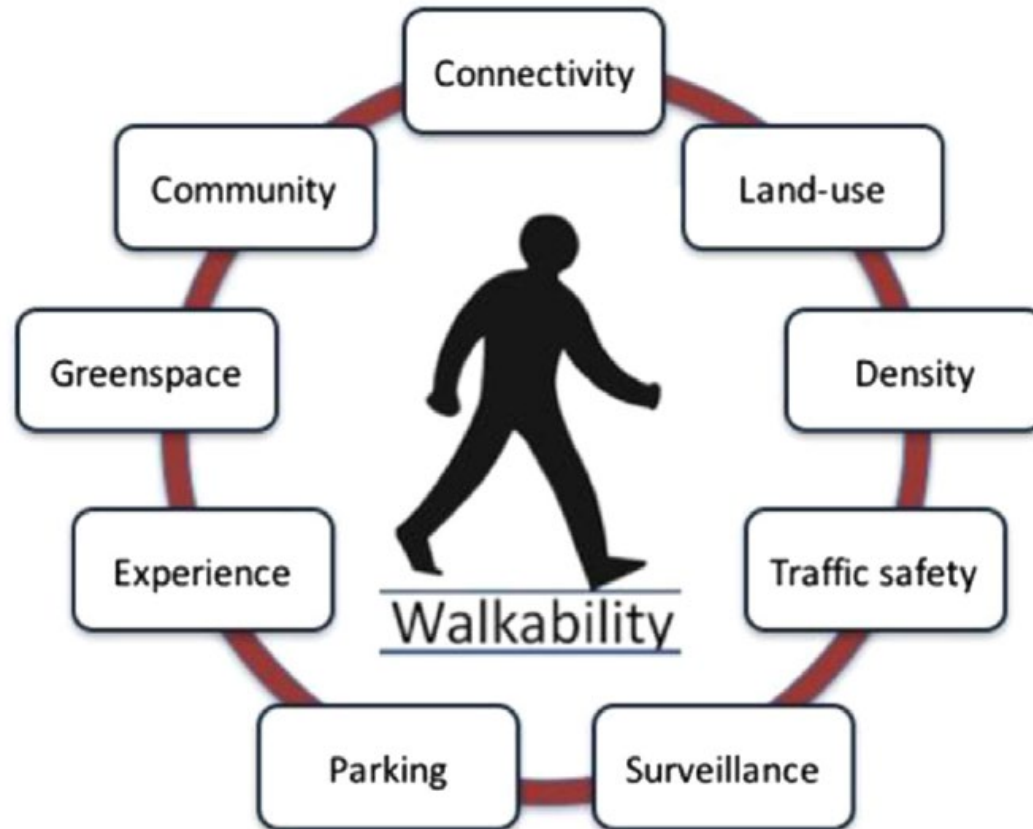 Connectivity
Land-use
Density
Traffic safety
Surveillance
Parking
Experience
Greenspace
Community
Walkability